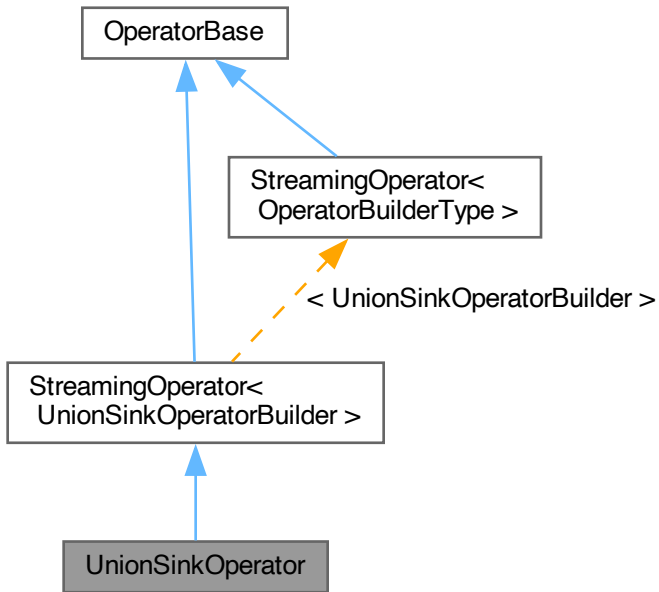 OperatorBase
StreamingOperator<
OperatorBuilderType >
< UnionSinkOperatorBuilder >
StreamingOperator<
UnionSinkOperatorBuilder >
UnionSinkOperator